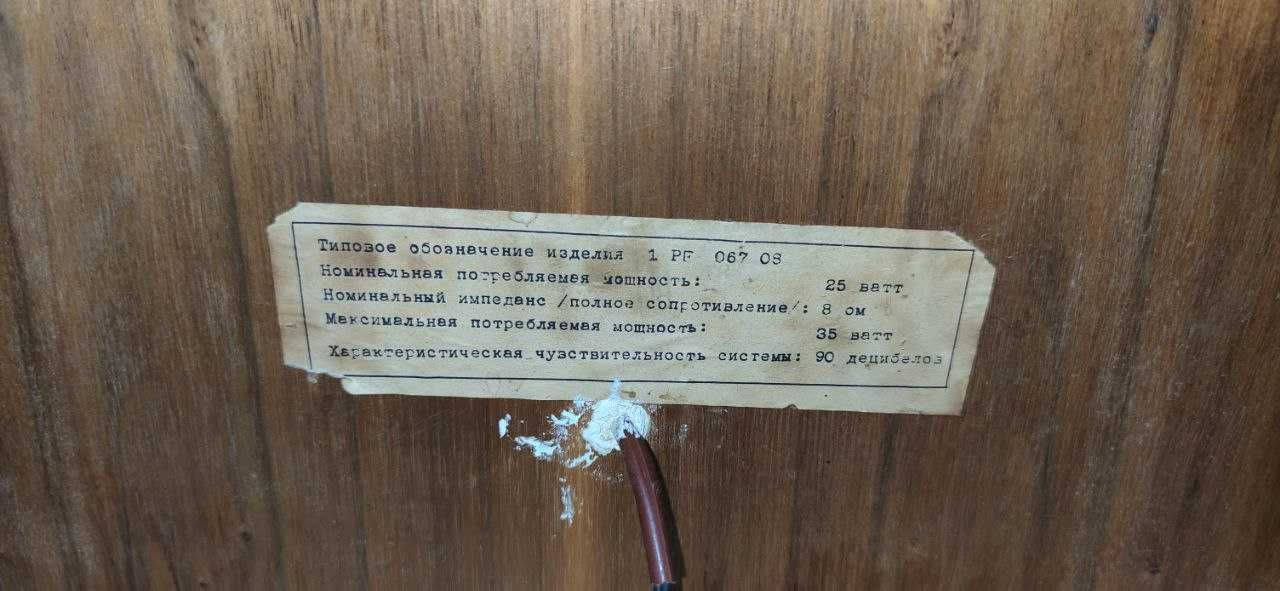 Типовое обозначение изделия 1 PF 067 08
Номинальная потребляемая мощность: 25 ватт
Номинальный импеданс /полное сопротивление/: 8 ом
Максимальная потребляемая мощность: 35 ватт
Характеристическая чувствительность системы: 90 децибелов